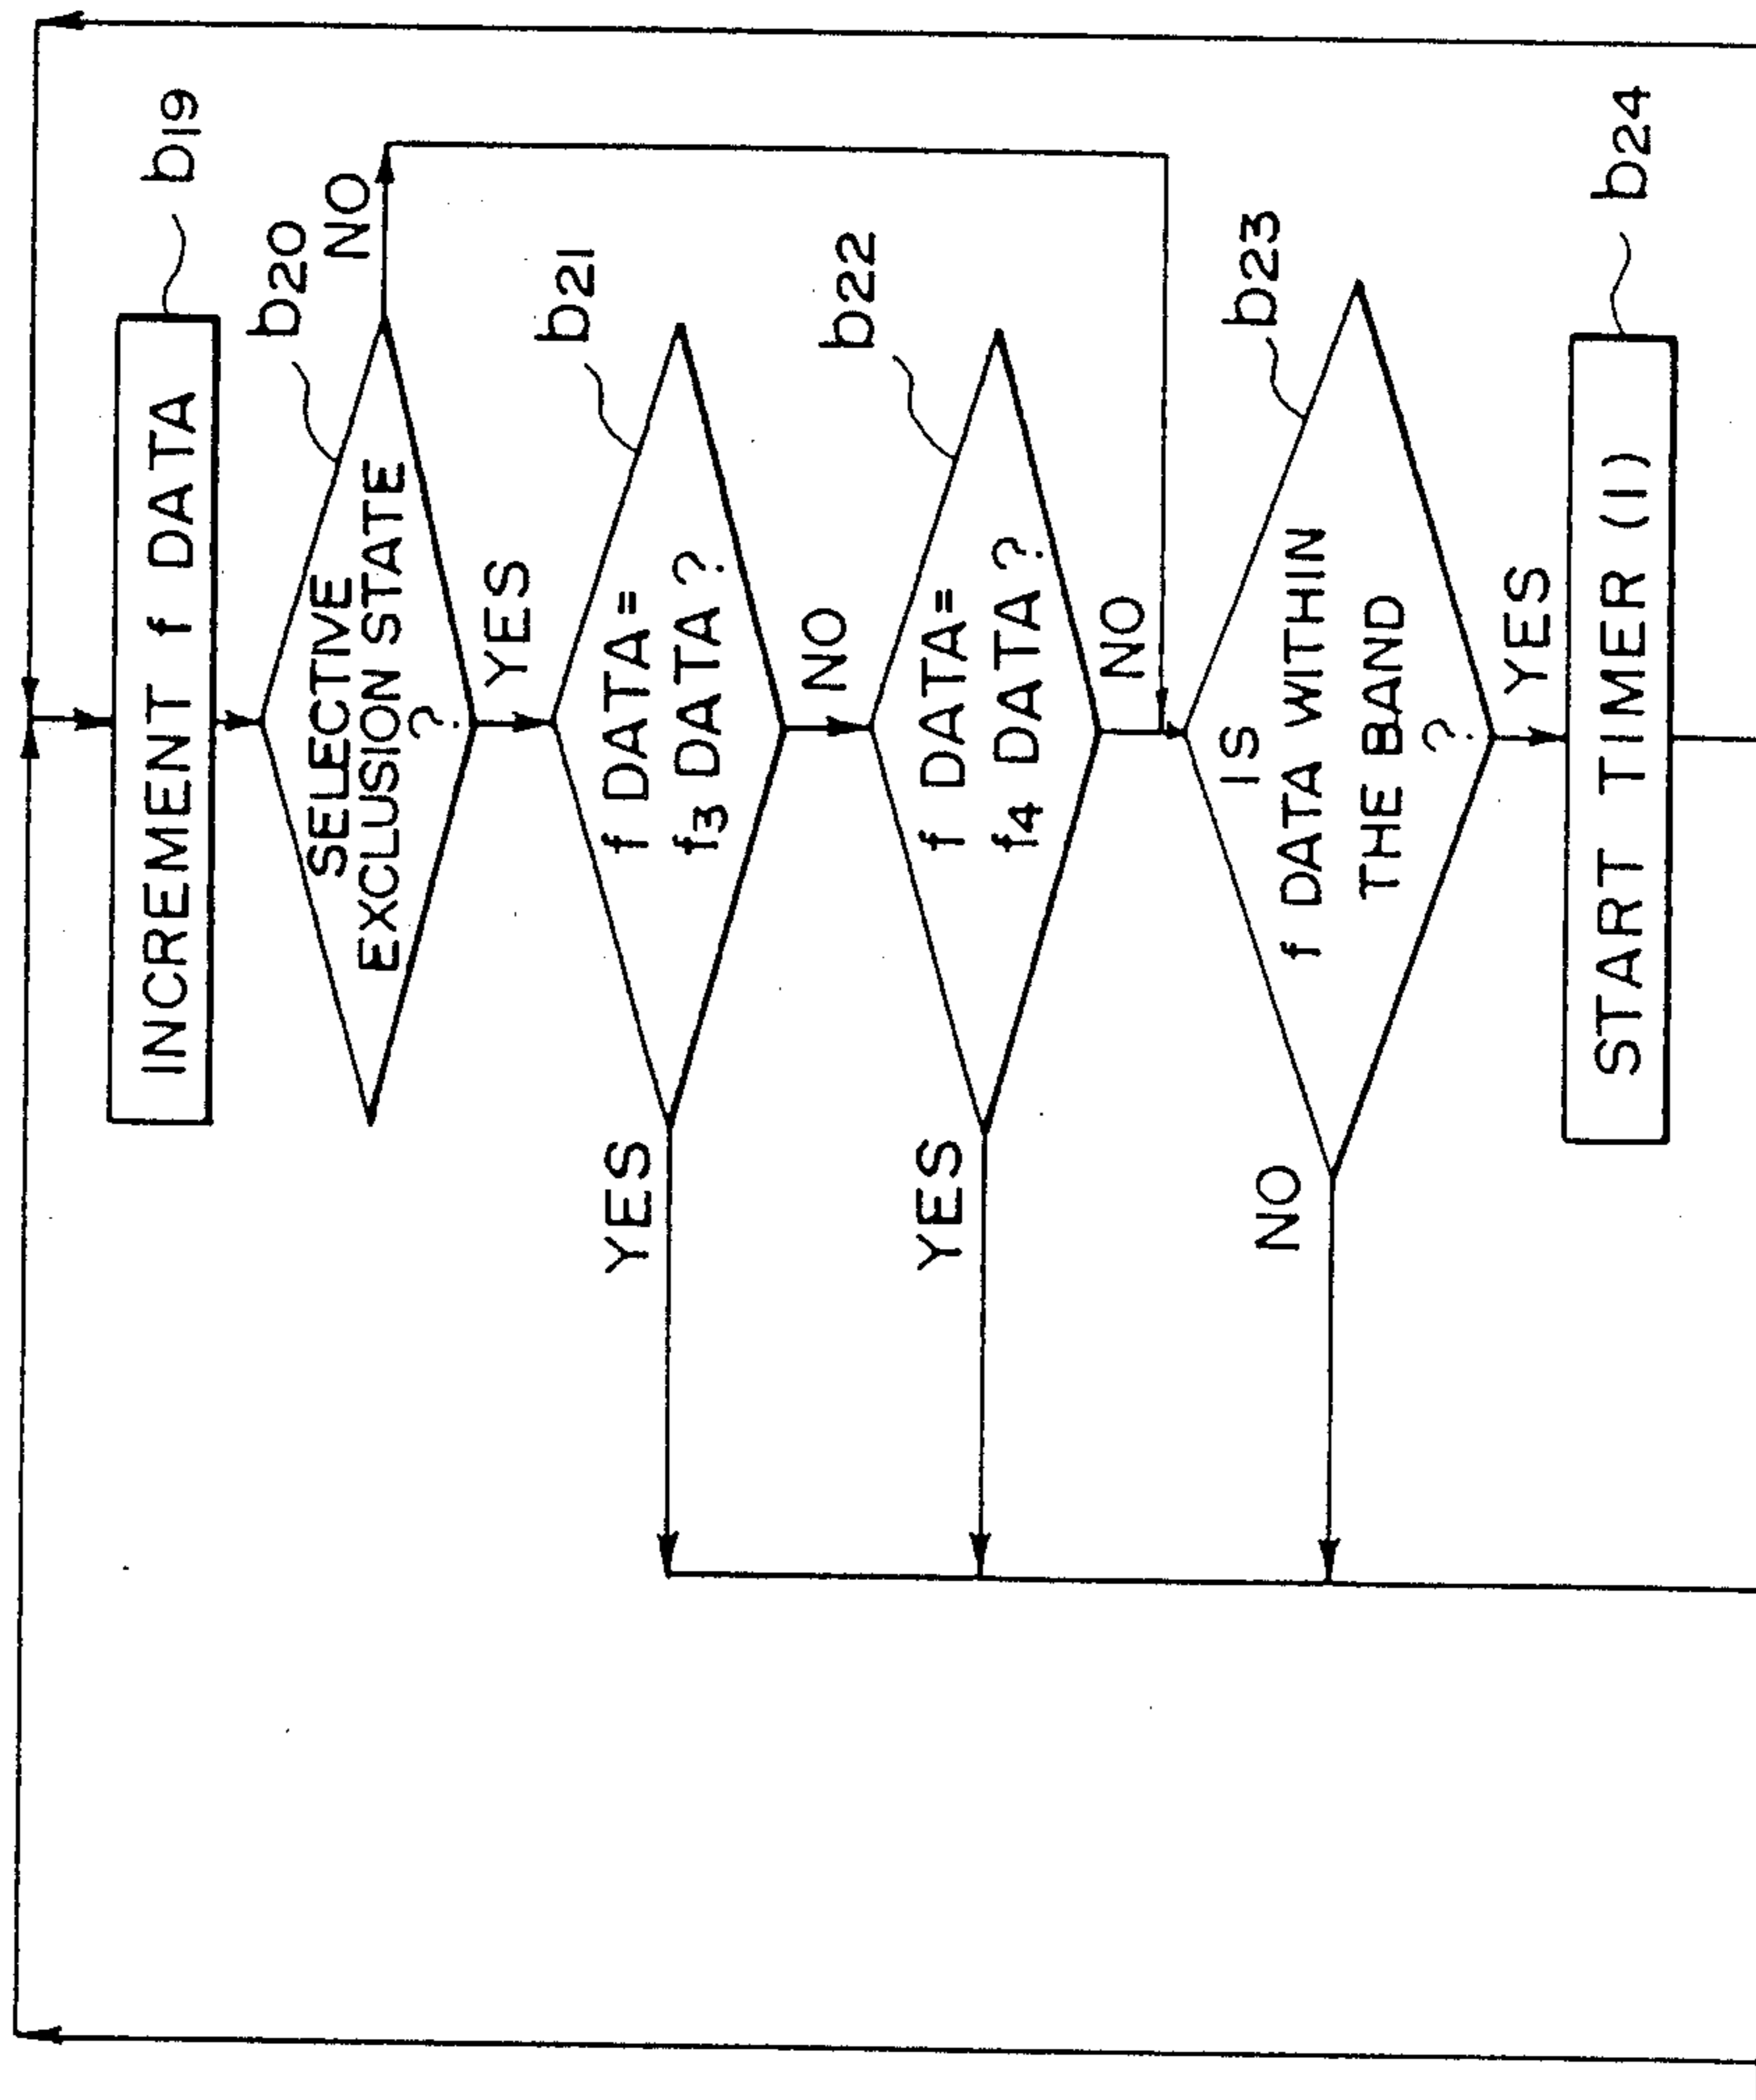 b19
INCREMENT f DATA
b20
NO
SELECTIVE
EXCLUSION STATE
?
YES
b21
f DATA=
f3 DATA ?
YES
NO
b22
f DATA=
f4 DATA ?
YES
NO
b23
IS
f DATA WITHIN
THE BAND
?
NO
YES
b24
START TIMER (1)